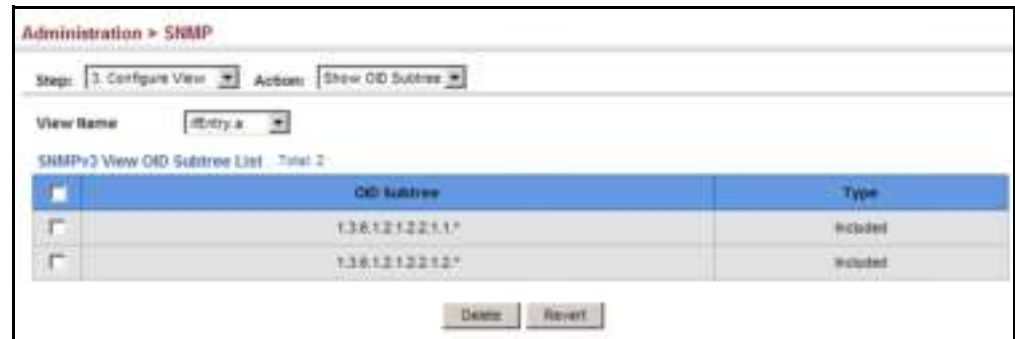 Administration > SNMP
Step: 3. Configure View Action: Show OID Subtree
View Name ifEntry.a
SNMPv3 View OID Subtree List Total: 2
OID Subtree Type
1.3.6.1.2.1.2.2.1.1.* Included
1.3.6.1.2.1.2.2.1.2.* Included
Delete Revert